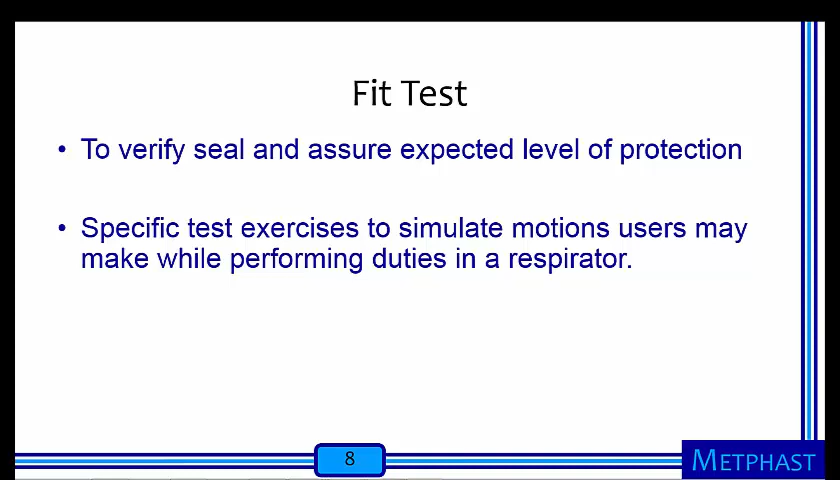 Fit Test
• To verify seal and assure expected level of protection
• Specific test exercises to simulate motions users may
make while performing duties in a respirator.
8
METPHAST